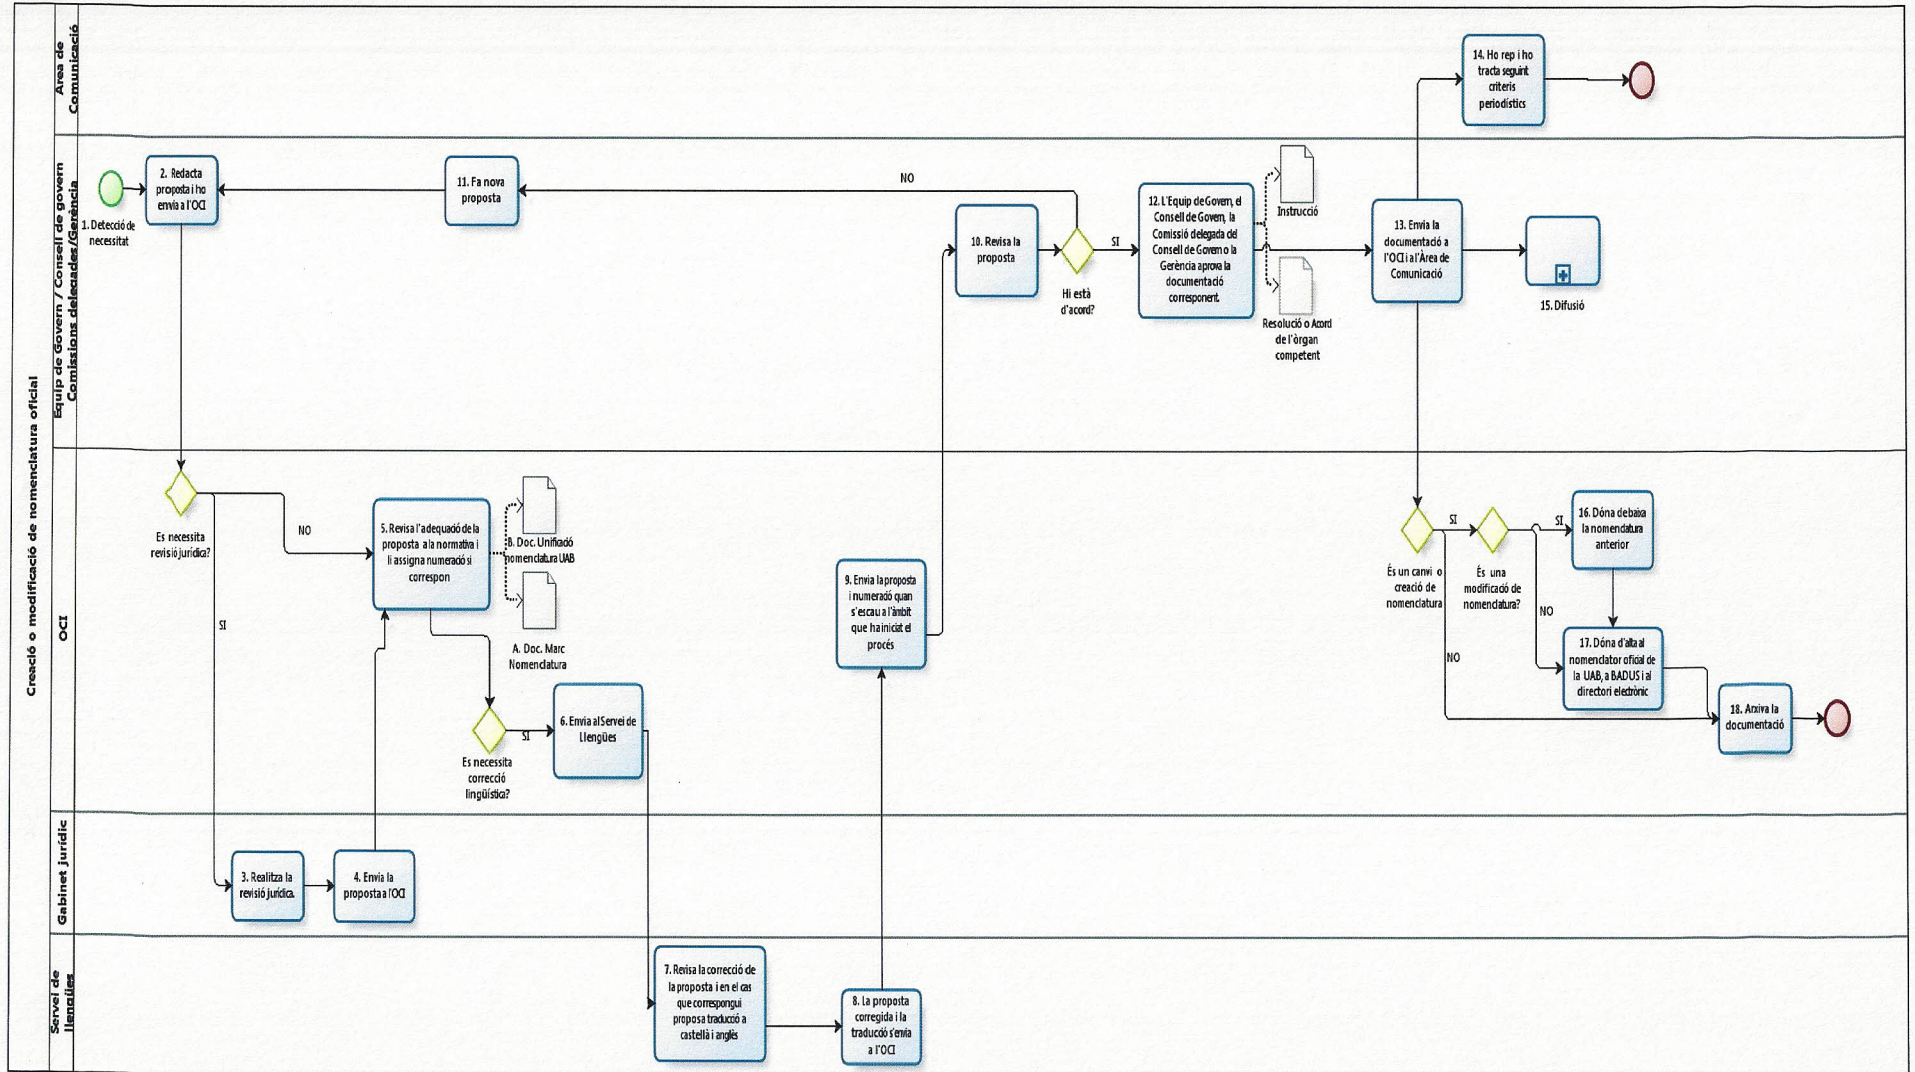 Creació o modificació de nomenclatura oficial
Area de
Comunicació
14. Ho rep i ho
tracta seguint
criteris
periodístics
Equip de Govern / Consell de govern
Comissions delegades/Gerència
1. Detecció de
necessitat
2. Redacta
proposta i ho
envia a l'OCI
11. Fa nova
proposta
NO
10. Revisa la
proposta
Hi està
d'acord?
SI
12. L'Equip de Govern, el
Consell de Govern, la
Comissió delegada del
Consell de Govern o la
Gerència aprova la
documentació
corresponent.
Instrucció
Resolució o Acord
de l'òrgan
competent
13. Envia la
documentació a
l'OCI i a l'Àrea de
Comunicació
15. Difusió
OCI
Es necessita
revisió jurídica?
NO
SI
5. Revisa l'adequació de la
proposta a la normativa i
li assigna numeració si
correspon
B. Doc. Unificació
nomenclatura UAB
A. Doc. Marc
Nomenclatura
Es necessita
correcció
lingüística?
SI
6. Envia al Servei de
Llengües
9. Envia la proposta
i numeració quan
s'escau a l'àmbit
que ha iniciat el
procés
És un canvi o
creació de
nomenclatura
SI
NO
És una
modificació de
nomenclatura?
SI
NO
16. Dóna de baixa
la nomenclatura
anterior
17. Dóna d'alta al
nomenclator oficial de
la UAB, a BADUS i al
directori electrònic
18. Arxiva la
documentació
Gabinet jurídic
3. Realitza la
revisió jurídica.
4. Envia la
proposta a l'OCI
Servei de
llengües
7. Revisa la correcció de
la proposta i en el cas
que correspongui
proposa traducció a
castellà i anglès
8. La proposta
corregida i la
traducció s'envia
a l'OCI